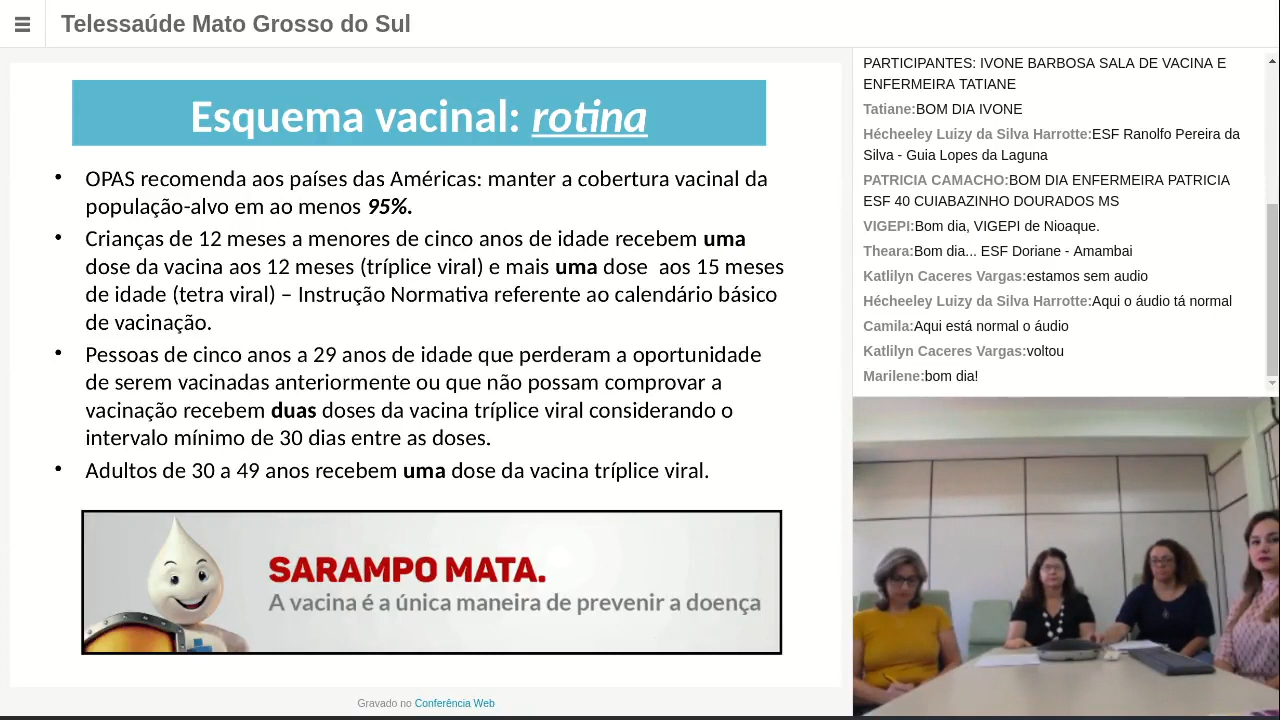 Telessaúde Mato Grosso do Sul
Esquema vacinal: rotina
• OPAS recomenda aos países das Américas: manter a cobertura vacinal da
população-alvo em ao menos 95%.
• Crianças de 12 meses a menores de cinco anos de idade recebem uma
dose da vacina aos 12 meses (tríplice viral) e mais uma dose aos 15 meses
de idade (tetra viral) – Instrução Normativa referente ao calendário básico
de vacinação.
• Pessoas de cinco anos a 29 anos de idade que perderam a oportunidade
de serem vacinadas anteriormente ou que não possam comprovar a
vacinação recebem duas doses da vacina tríplice viral considerando o
intervalo mínimo de 30 dias entre as doses.
• Adultos de 30 a 49 anos recebem uma dose da vacina tríplice viral.
SARAMPO MATA.
A vacina é a única maneira de prevenir a doença
Gravado no Conferência Web
PARTICIPANTES: IVONE BARBOSA SALA DE VACINA E
ENFERMEIRA TATIANE
Tatiane:BOM DIA IVONE
Hécheeley Luizy da Silva Harrotte:ESF Ranolfo Pereira da
Silva - Guia Lopes da Laguna
PATRICIA CAMACHO:BOM DIA ENFERMEIRA PATRICIA
ESF 40 CUIABAZINHO DOURADOS MS
VIGEPI:Bom dia, VIGEPI de Nioaque.
Theara:Bom dia... ESF Doriane - Amambai
Katlilyn Caceres Vargas:estamos sem audio
Hécheeley Luizy da Silva Harrotte:Aqui o áudio tá normal
Camila:Aqui está normal o áudio
Katlilyn Caceres Vargas:voltou
Marilene:bom dia!